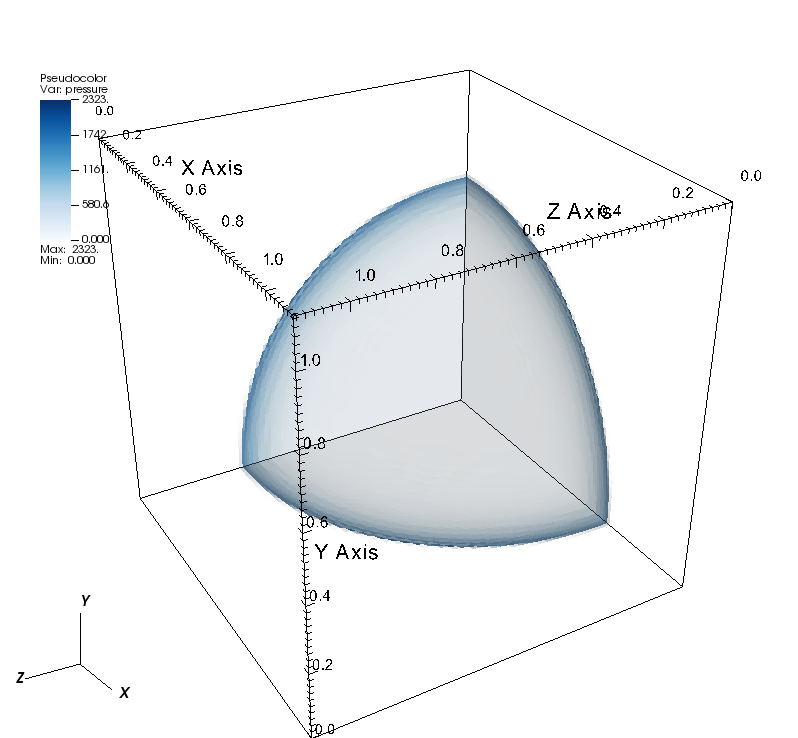 Pseudocolor
Var: pressure
2323.
1742.
1161.
580.6
0.000
Max: 2323.
Min: 0.000
0.0
0.2
0.4
0.6
0.8
1.0
X Axis
1.0
0.8
0.6
0.4
0.2
0.0
Z Axis
1.0
0.8
0.6
0.4
0.2
0.0
Y Axis
Y
Z
X